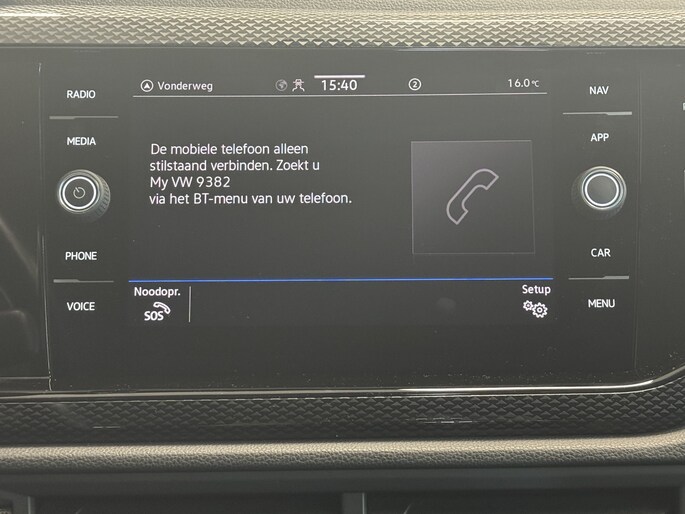 RADIO
MEDIA
PHONE
VOICE
Vonderweg
15:40
2
16.0°C
De mobiele telefoon alleen
stilstaand verbinden. Zoekt u
My VW 9382
via het BT-menu van uw telefoon.
Noodopr.
SOS
Setup
NAV
APP
CAR
MENU